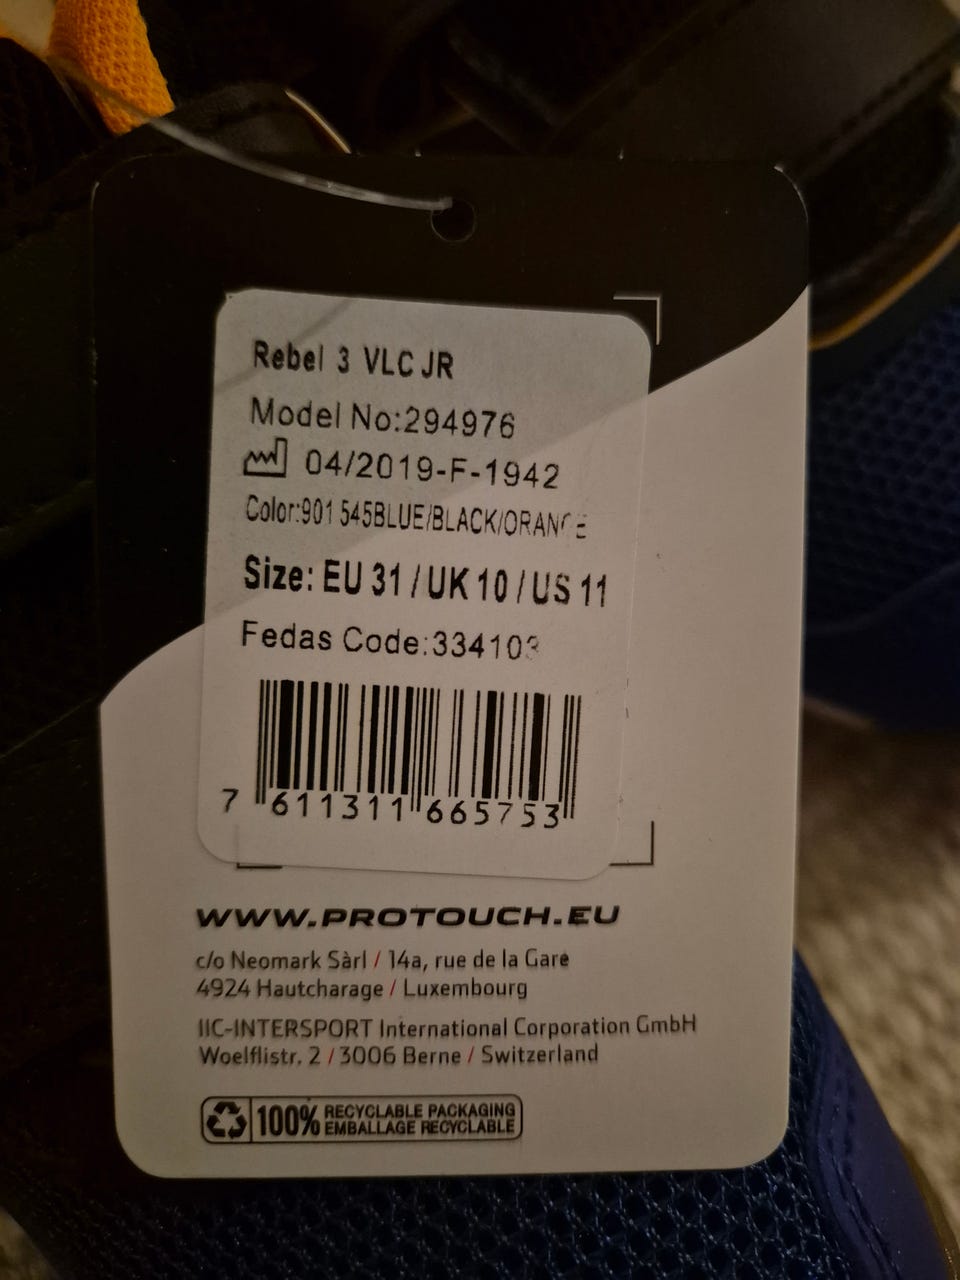 Rebel 3 VLC JR
Model No:294976
04/2019-F-1942
Color:901 545BLUE/BLACK/ORANGE
Size: EU 31 / UK 10 / US 11
Fedas Code:334103
7 611311 665753
WWW.PROTOUCH.EU
c/o Neomark Sàrl / 14a, rue de la Gare
4924 Hautcharage / Luxembourg
IIC-INTERSPORT International Corporation GmbH
Woelflistr. 2 / 3006 Berne / Switzerland
100% RECYCLABLE PACKAGING
EMBALLAGE RECYCLABLE